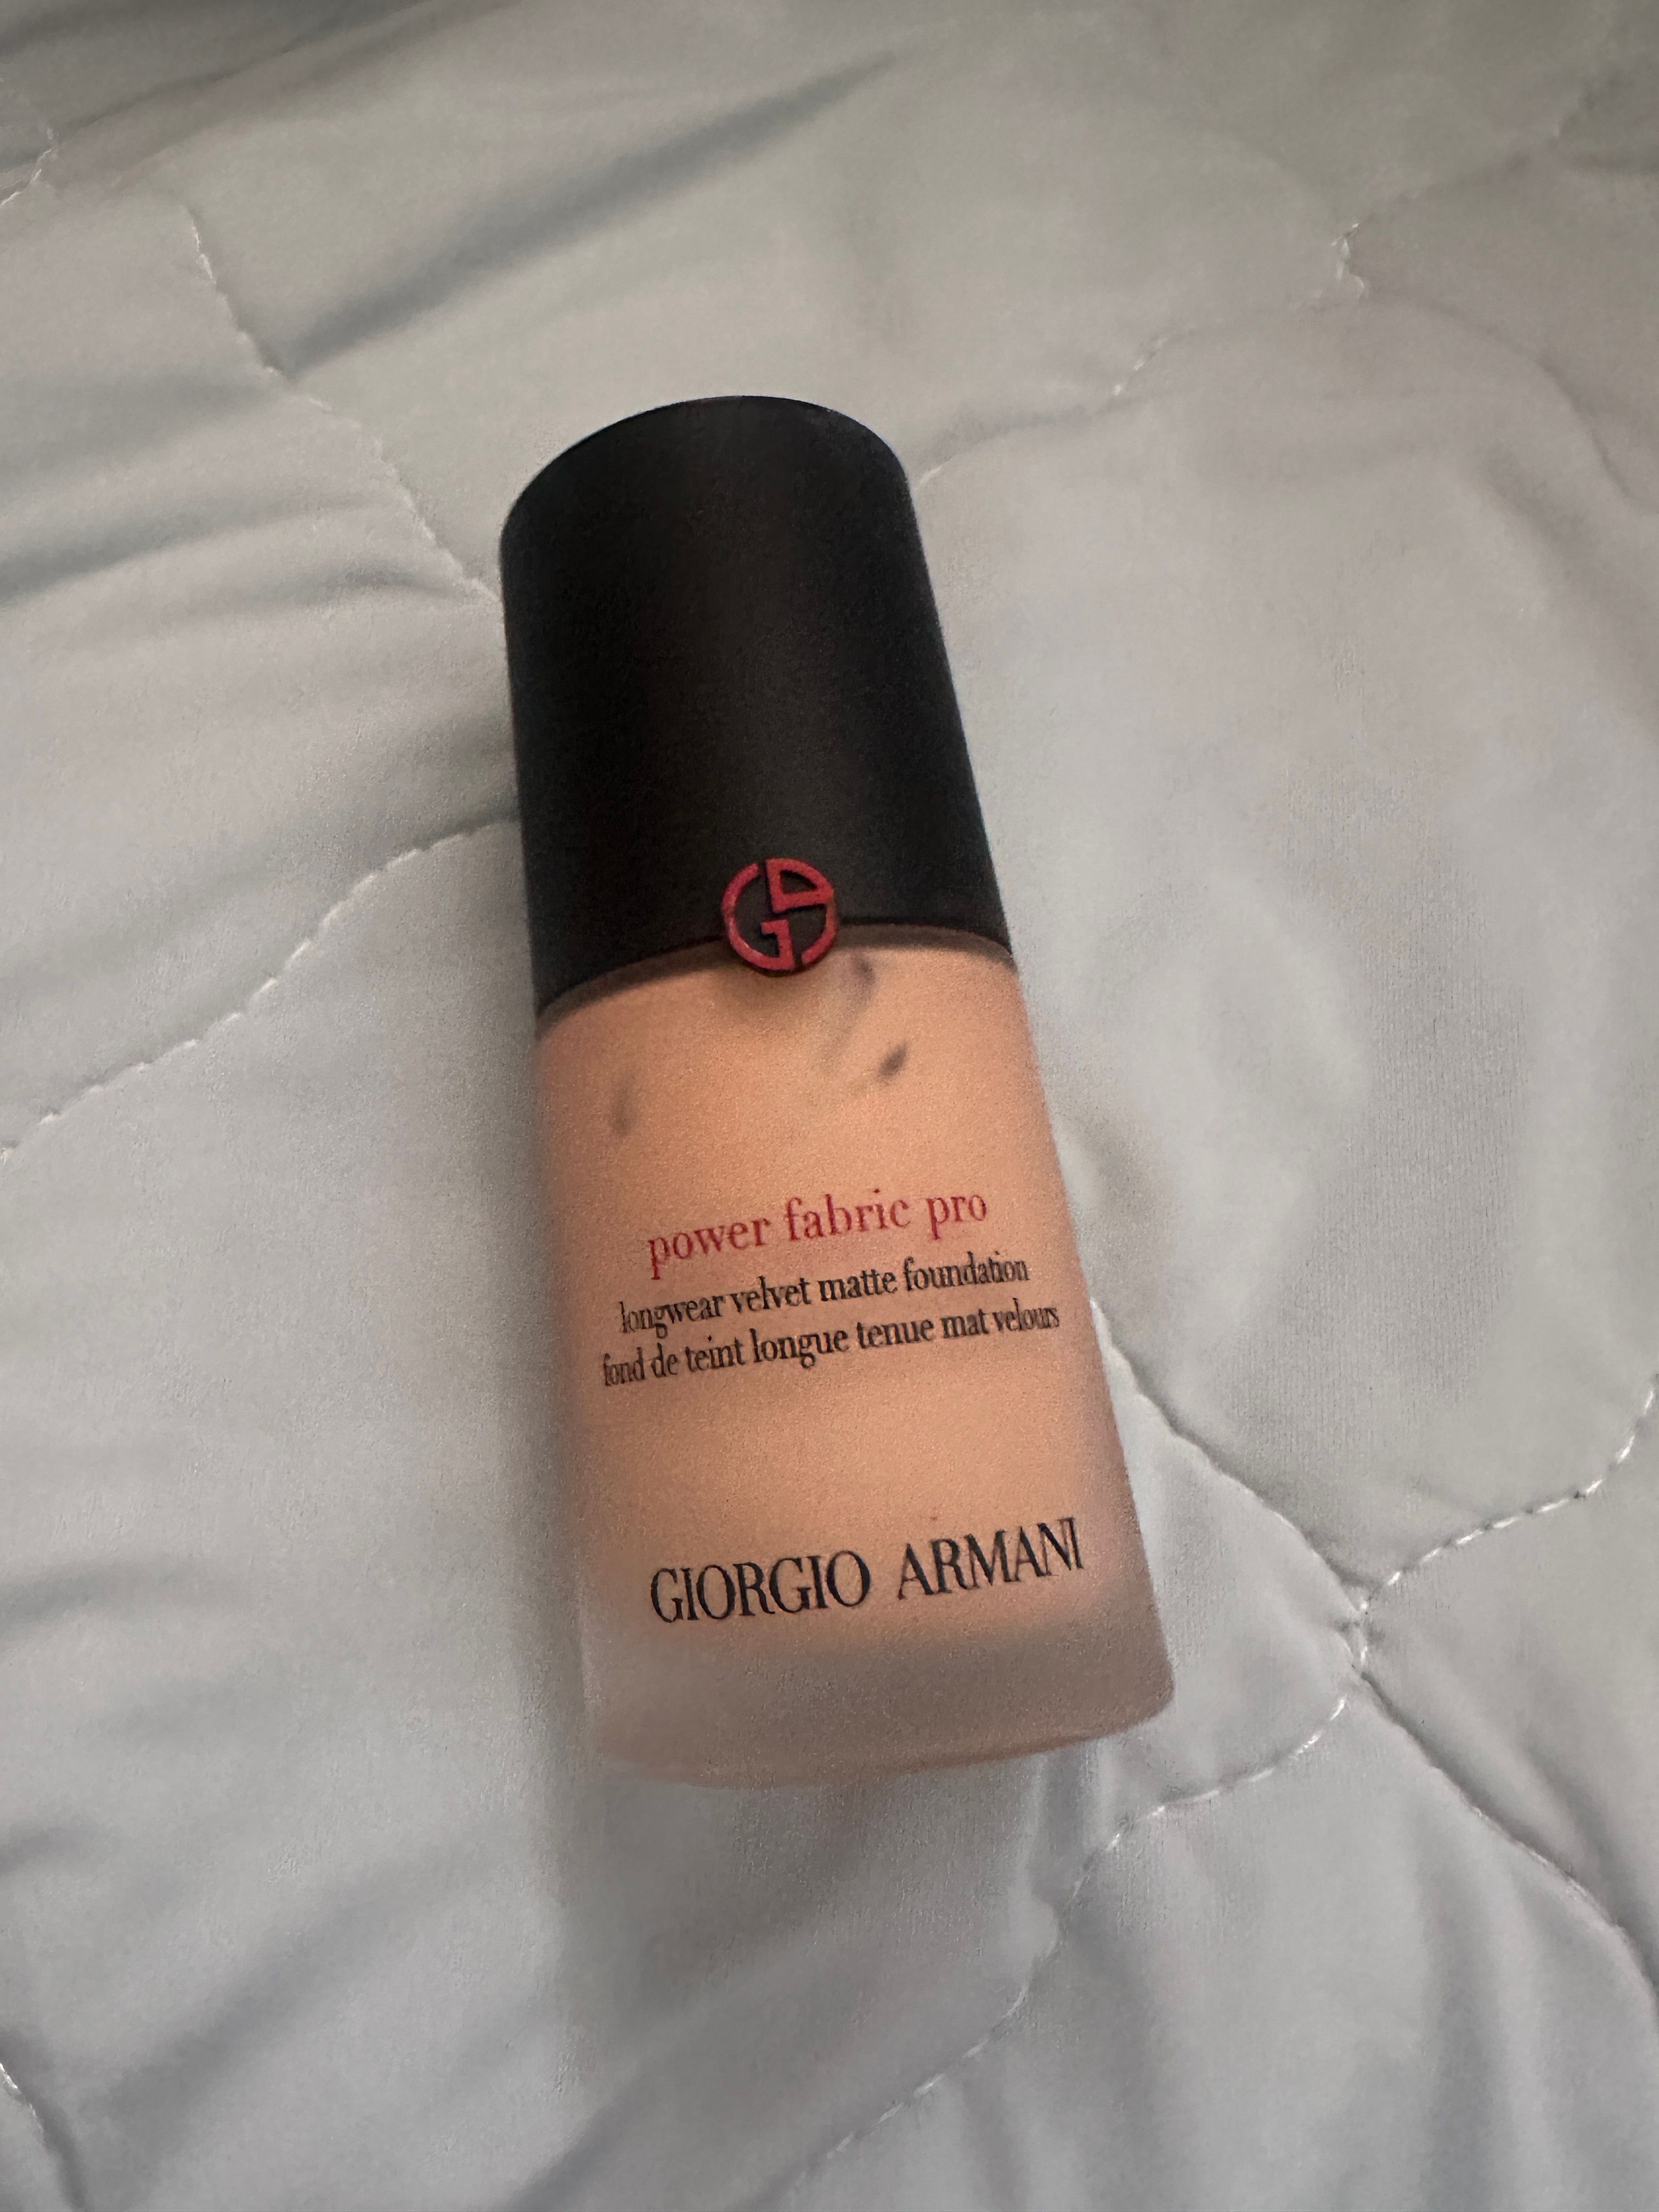 power fabric pro
longwear velvet matte foundation
fond de teint longue tenue mat velours
GIORGIO ARMANI